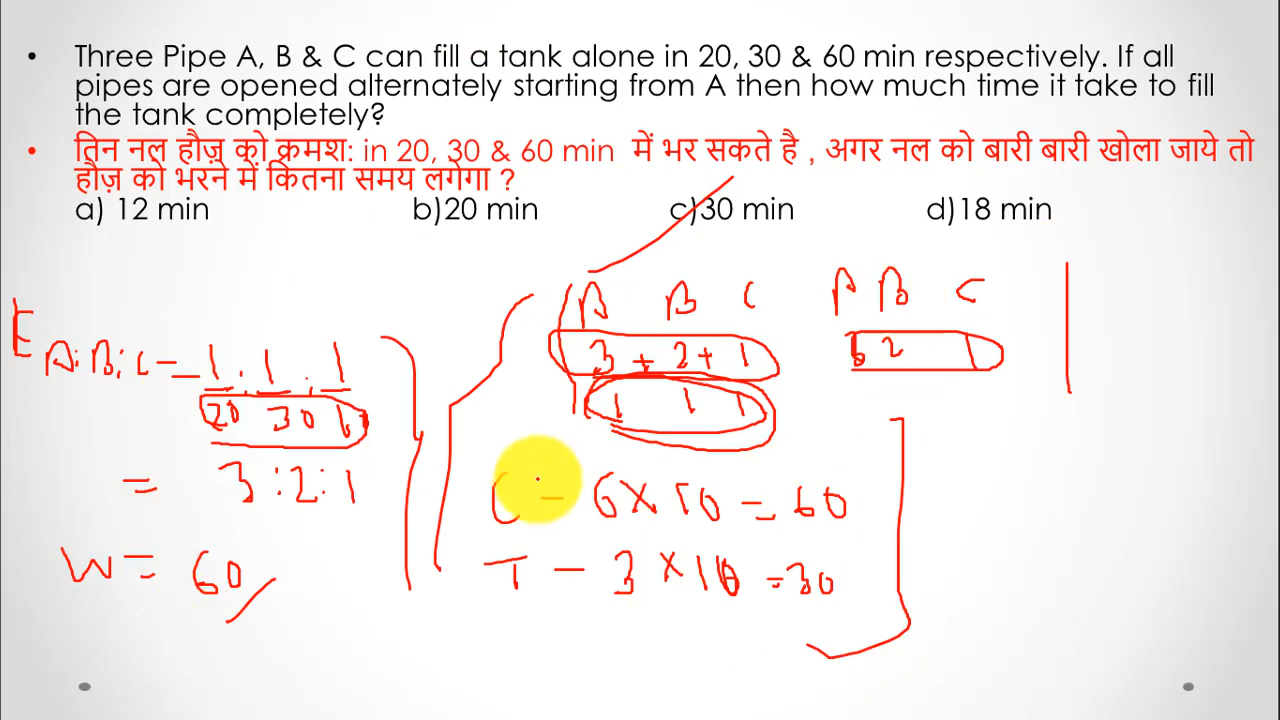 • Three Pipe A, B & C can fill a tank alone in 20, 30 & 60 min respectively. If all
pipes are opened alternately starting from A then how much time it take to fill
the tank completely?
• तिन नल हौज़ को क्रमश: in 20, 30 & 60 min में भर सकते है , अगर नल को बारी बारी खोला जाये तो
हौज़ को भरने में कितना समय लगेगा ?
a) 12 min b)20 min c)30 min d)18 min
A B C A B C
E
A:B:C - 1 : 1 : 1
3 + 2 + 1 2 1
20 30
1 1 1
= 3:2:1
- 6 x 10 = 60
W = 60
T - 3 x 10 = 30